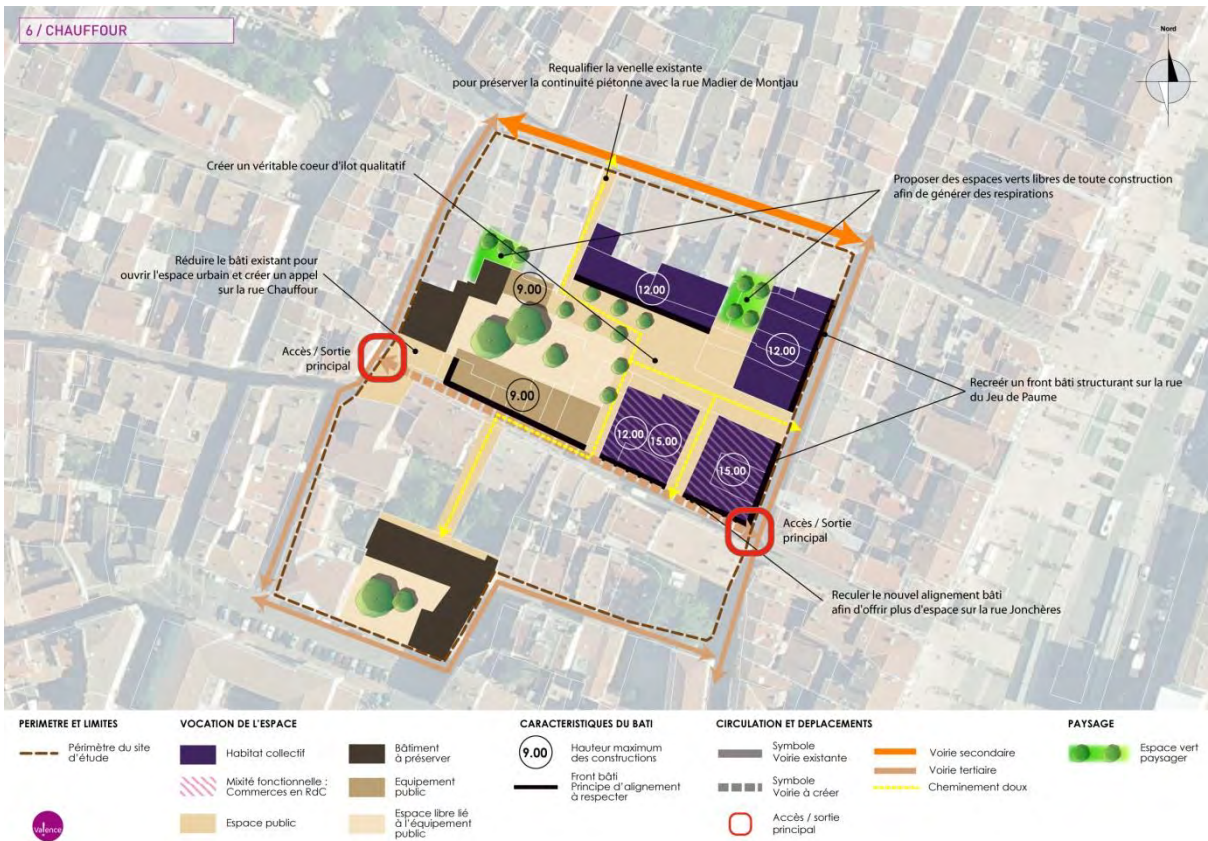 6 / CHAUFFOUR
Nord
Requalifier la venelle existante
pour préserver la continuité piétonne avec la rue Madier de Montjau
Créer un véritable coeur d'ilot qualitatif
Proposer des espaces verts libres de toute construction
afin de générer des respirations
Réduire le bâti existant pour
ouvrir l'espace urbain et créer un appel
sur la rue Chauffour
9.00
12.00
Accès / Sortie
principal
12.00
Recreér un front bâti structurant sur la rue
du Jeu de Paume
9.00
12.00
15.00
15.00
Accès / Sortie
principal
Reculer le nouvel alignement bâti
afin d'offrir plus d'espace sur la rue Jonchères
PERIMETRE ET LIMITES
Périmètre du site
d'étude
Valence
VOCATION DE L'ESPACE
Habitat collectif
Mixité fonctionnelle :
Commerces en RdC
Espace public
Bâtiment
à préserver
Equipement
public
Espace libre lié
à l'équipement
public
CARACTERISTIQUES DU BATI
9.00
Hauteur maximum
des constructions
Front bâti
Principe d'alignement
à respecter
CIRCULATION ET DEPLACEMENTS
Symbole
Voirie existante
Symbole
Voirie à créer
Accès / sortie
principal
Voirie secondaire
Voirie tertiaire
Cheminement doux
PAYSAGE
Espace vert
paysager